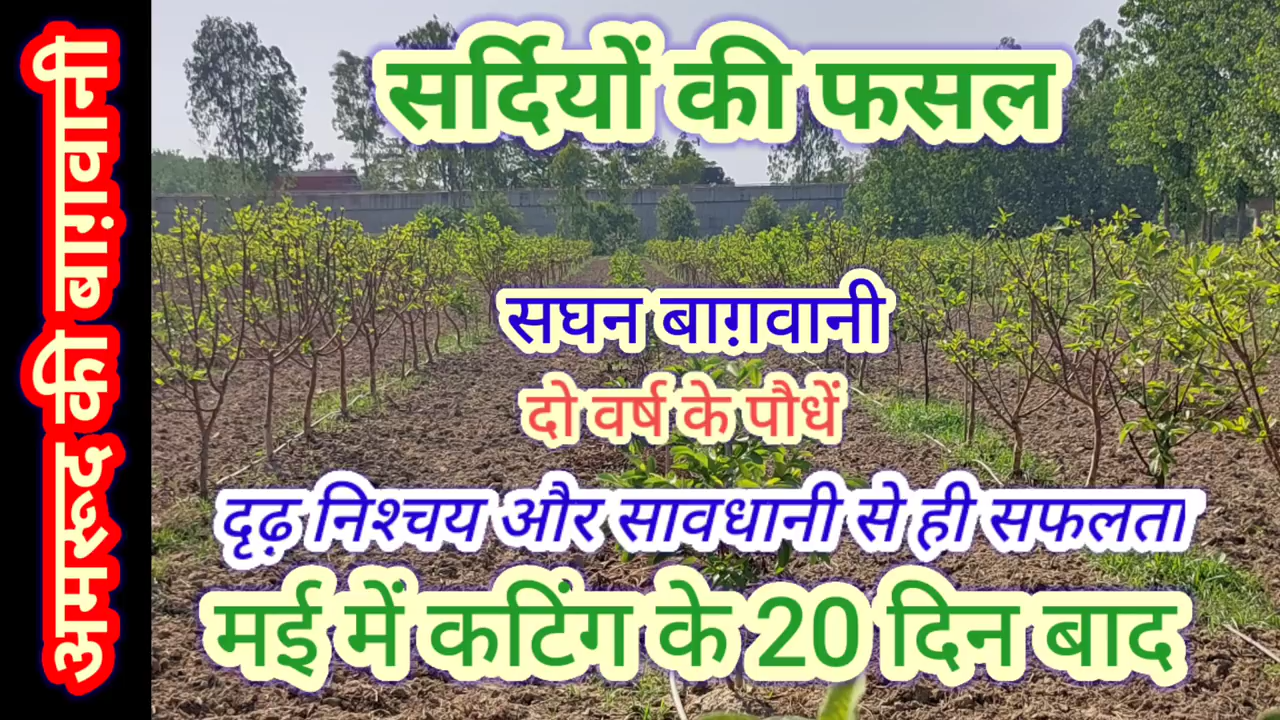 अमरूद की बाग़वानी
सर्दियों की फसल
सघन बाग़वानी
दो वर्ष के पौधें
दृढ़ निश्चय और सावधानी से ही सफलता
मई में कटिंग के 20 दिन बाद